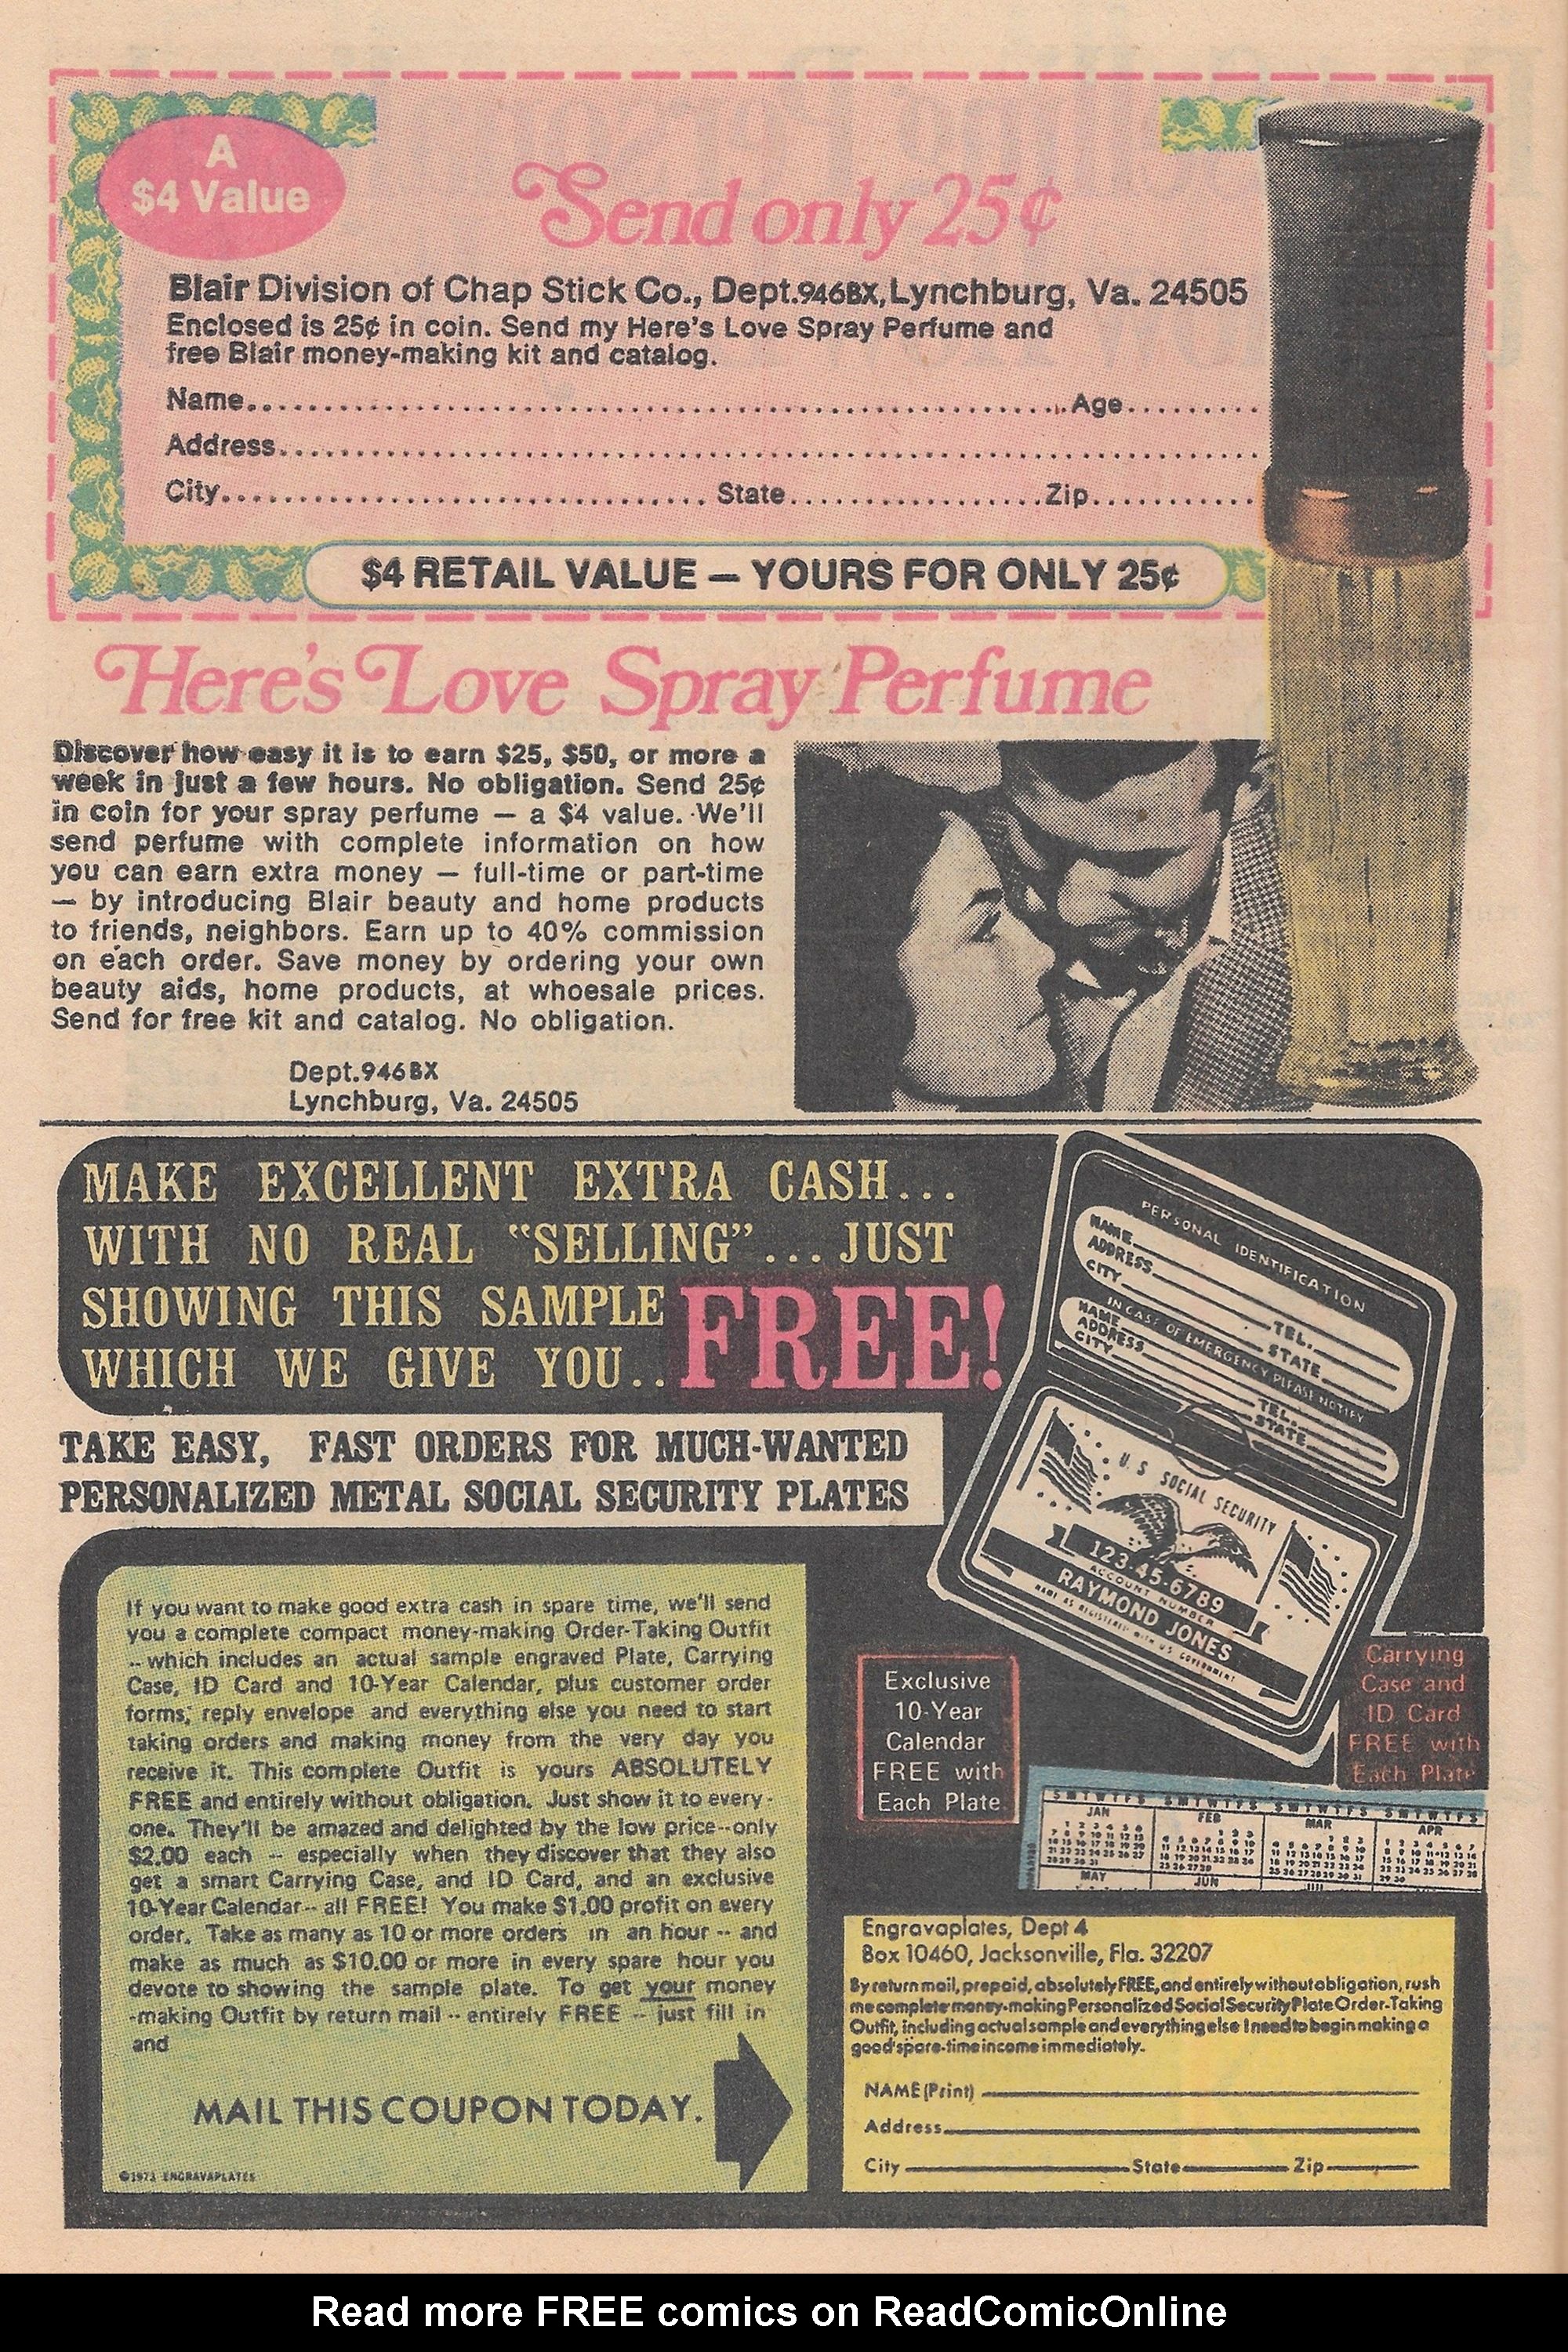 A
$4 Value
Send only 25¢
Blair Division of Chap Stick Co., Dept.946BX, Lynchburg, Va. 24505
Enclosed is 25¢ in coin. Send my Here's Love Spray Perfume and
free Blair money-making kit and catalog.
Name.......... Age..........
Address..........
City.......... State.......... Zip..........
$4 RETAIL VALUE — YOURS FOR ONLY 25¢
Here's Love Spray Perfume
Discover how easy it is to earn $25, $50, or more a
week in just a few hours. No obligation. Send 25¢
in coin for your spray perfume — a $4 value. We'll
send perfume with complete information on how
you can earn extra money — full-time or part-time
— by introducing Blair beauty and home products
to friends, neighbors. Earn up to 40% commission
on each order. Save money by ordering your own
beauty aids, home products, at whoesale prices.
Send for free kit and catalog. No obligation.
Dept.946BX
Lynchburg, Va. 24505
MAKE EXCELLENT EXTRA CASH...
WITH NO REAL "SELLING"... JUST
SHOWING THIS SAMPLE
WHICH WE GIVE YOU.. FREE!
TAKE EASY, FAST ORDERS FOR MUCH-WANTED
PERSONALIZED METAL SOCIAL SECURITY PLATES
PERSONAL IDENTIFICATION
NAME
ADDRESS TEL.
CITY STATE
IN CASE OF EMERGENCY PLEASE NOTIFY
NAME
ADDRESS TEL.
CITY STATE
U.S SOCIAL SECURITY
123-45-6789
ACCOUNT NUMBER
RAYMOND JONES
NAME AS REGISTERED WITH U.S GOVERNMENT
If you want to make good extra cash in spare time, we'll send
you a complete compact money-making Order-Taking Outfit
-- which includes an actual sample engraved Plate, Carrying
Case, ID Card and 10-Year Calendar, plus customer order
forms, reply envelope and everything else you need to start
taking orders and making money from the very day you
receive it. This complete Outfit is yours ABSOLUTELY
FREE and entirely without obligation. Just show it to every-
one. They'll be amazed and delighted by the low price--only
$2.00 each -- especially when they discover that they also
get a smart Carrying Case, and ID Card, and an exclusive
10-Year Calendar-- all FREE! You make $1.00 profit on every
order. Take as many as 10 or more orders in an hour -- and
make as much as $10.00 or more in every spare hour you
devote to showing the sample plate. To get your money
-making Outfit by return mail -- entirely FREE -- just fill in
and
MAIL THIS COUPON TODAY.
©1973 ENGRAVAPLATES
Exclusive
10-Year
Calendar
FREE with
Each Plate
Carrying
Case and
ID Card
FREE with
Each Plate
S M T W T F S S M T W T F S S M T W T F S S M T W T F S
JAN FEB MAR APR
MAY JUN
Engravaplates, Dept 4
Box 10460, Jacksonville, Fla. 32207
By return mail, prepaid, absolutely FREE, and entirely without obligation, rush
me complete money-making Personalized Social Security Plate Order-Taking
Outfit, including actual sample and everything else I need to begin making a
good spare-time income immediately.
NAME (Print)
Address
City State Zip
Read more FREE comics on ReadComicOnline